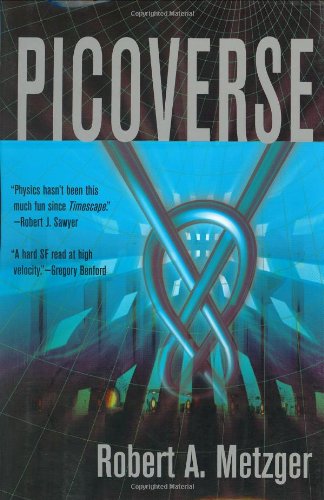 PICOVERSE
"Physics hasn't been this
much fun since Timescape."
—Robert J. Sawyer
"A hard SF read at high
velocity."—Gregory Benford
Robert A. Metzger